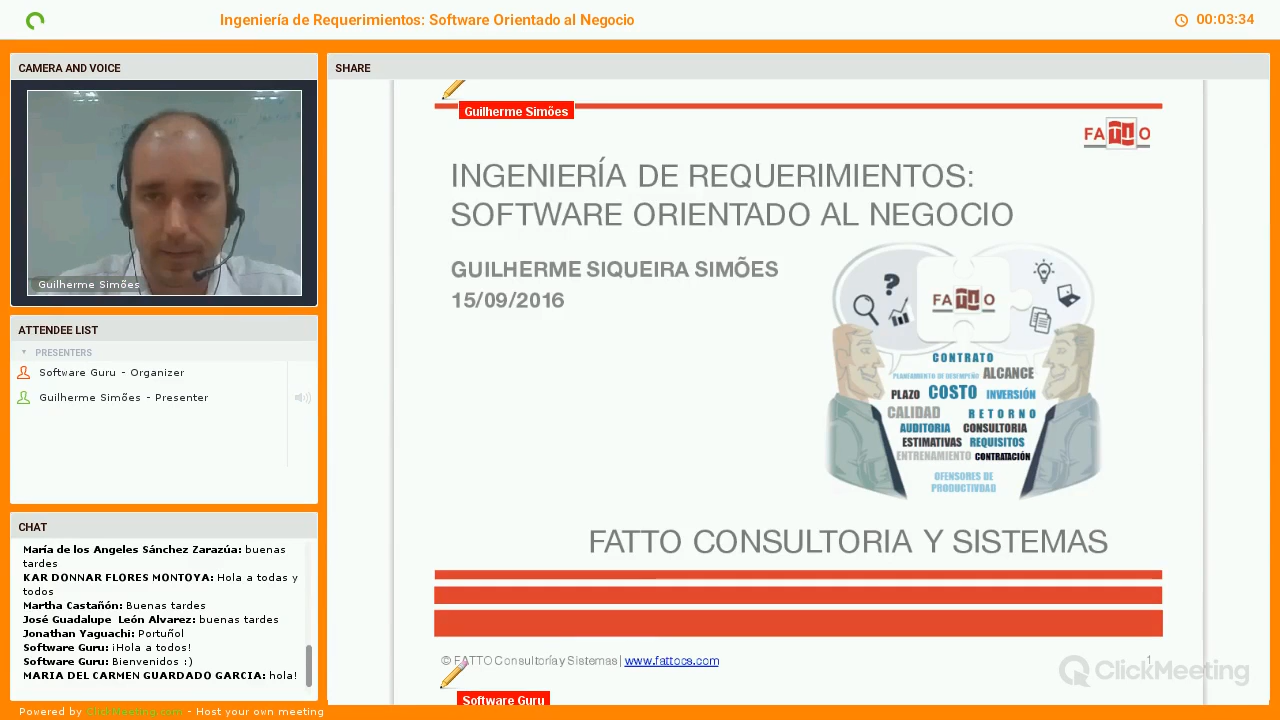 Ingeniería de Requerimientos: Software Orientado al Negocio
00:03:34
CAMERA AND VOICE
Guilherme Simões
ATTENDEE LIST
PRESENTERS
Software Guru - Organizer
Guilherme Simões - Presenter
CHAT
María de los Angeles Sánchez Zarazúa: buenas
tardes
KAR DONNAR FLORES MONTOYA: Hola a todas y
todos
Martha Castañón: Buenas tardes
José Guadalupe León Alvarez: buenas tardes
Jonathan Yaguachi: Portuñol
Software Guru: ¡Hola a todos!
Software Guru: Bienvenidos :)
MARIA DEL CARMEN GUARDADO GARCIA: hola!
Powered by ClickMeeting.com - Host your own meeting
SHARE
Guilherme Simões
FATTO
INGENIERÍA DE REQUERIMIENTOS:
SOFTWARE ORIENTADO AL NEGOCIO
GUILHERME SIQUEIRA SIMÕES
15/09/2016
?
FATTO
CONTRATO
PLANTEAMIENTO DE DESEMPEÑO ALCANCE
PLAZO COSTO INVERSIÓN
CALIDAD RETORNO
AUDITORIA CONSULTORIA
ESTIMATIVAS REQUISITOS
ENTRENAMIENTO CONTRATACIÓN
OFENSORES DE
PRODUCTIVDAD
FATTO CONSULTORIA Y SISTEMAS
© FATTO Consultoría y Sistemas | www.fattocs.com
1
ClickMeeting
Software Guru